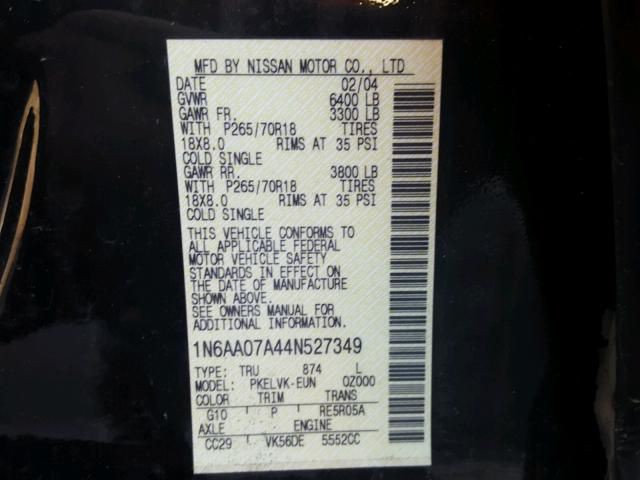 MFD BY NISSAN MOTOR CO., LTD
DATE 02/04
GVWR 6400 LB
GAWR FR. 3300 LB
WITH P265/70R18 TIRES
18X8.0 RIMS AT 35 PSI
COLD SINGLE
GAWR RR. 3800 LB
WITH P265/70R18 TIRES
18X8.0 RIMS AT 35 PSI
COLD SINGLE
THIS VEHICLE CONFORMS TO
ALL APPLICABLE FEDERAL
MOTOR VEHICLE SAFETY
STANDARDS IN EFFECT ON
THE DATE OF MANUFACTURE
SHOWN ABOVE.
SEE OWNERS MANUAL FOR
ADDITIONAL INFORMATION.
1N6AA07A44N527349
TYPE: TRU 874 L
MODEL: PKELVK-EUN 0Z000
COLOR TRIM TRANS
G10 P RE5R05A
AXLE ENGINE
CC29 VK56DE 5552CC